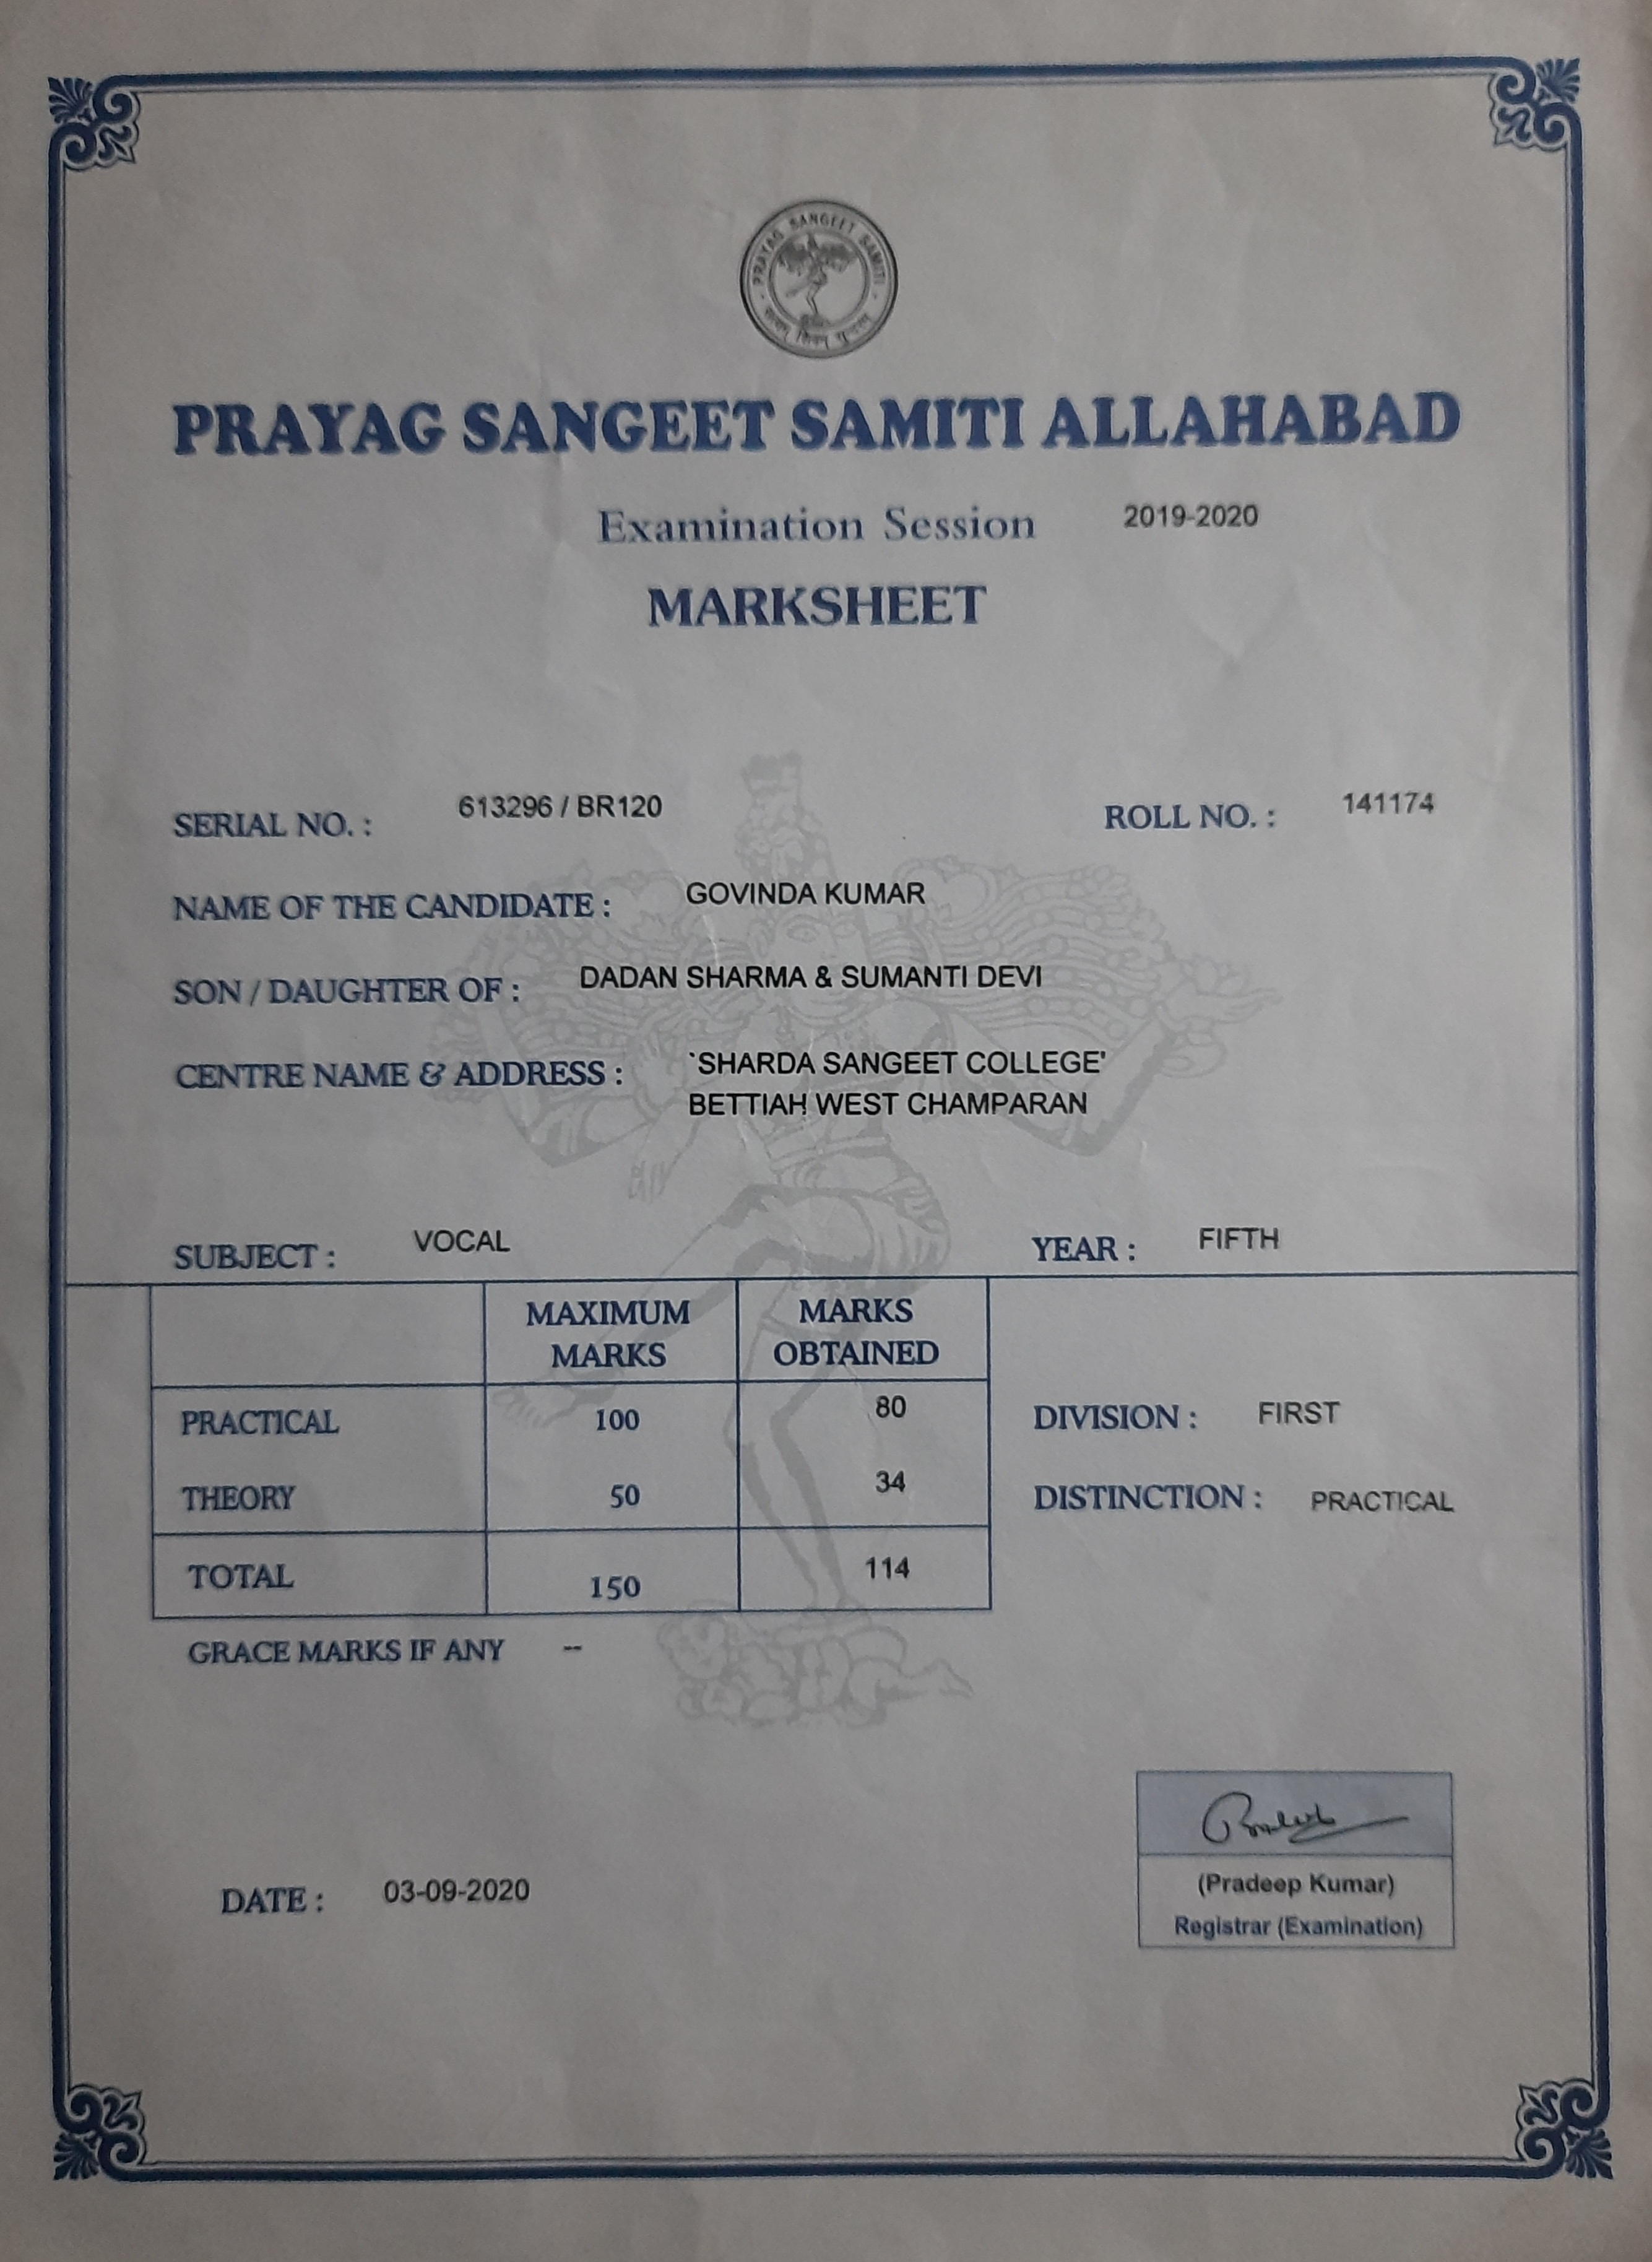 PRAYAG SANGEET SAMITI
PRAYAG SANGEET SAMITI ALLAHABAD
Examination Session 2019-2020
MARKSHEET
SERIAL NO. : 613296 / BR120 ROLL NO. : 141174
NAME OF THE CANDIDATE : GOVINDA KUMAR
SON / DAUGHTER OF : DADAN SHARMA & SUMANTI DEVI
CENTRE NAME & ADDRESS : `SHARDA SANGEET COLLEGE'
BETTIAH WEST CHAMPARAN
SUBJECT : VOCAL YEAR : FIFTH
MAXIMUM MARKS MARKS OBTAINED
PRACTICAL 100 80 DIVISION : FIRST
THEORY 50 34 DISTINCTION : PRACTICAL
TOTAL 150 114
GRACE MARKS IF ANY --
DATE : 03-09-2020
(Pradeep Kumar)
Registrar (Examination)